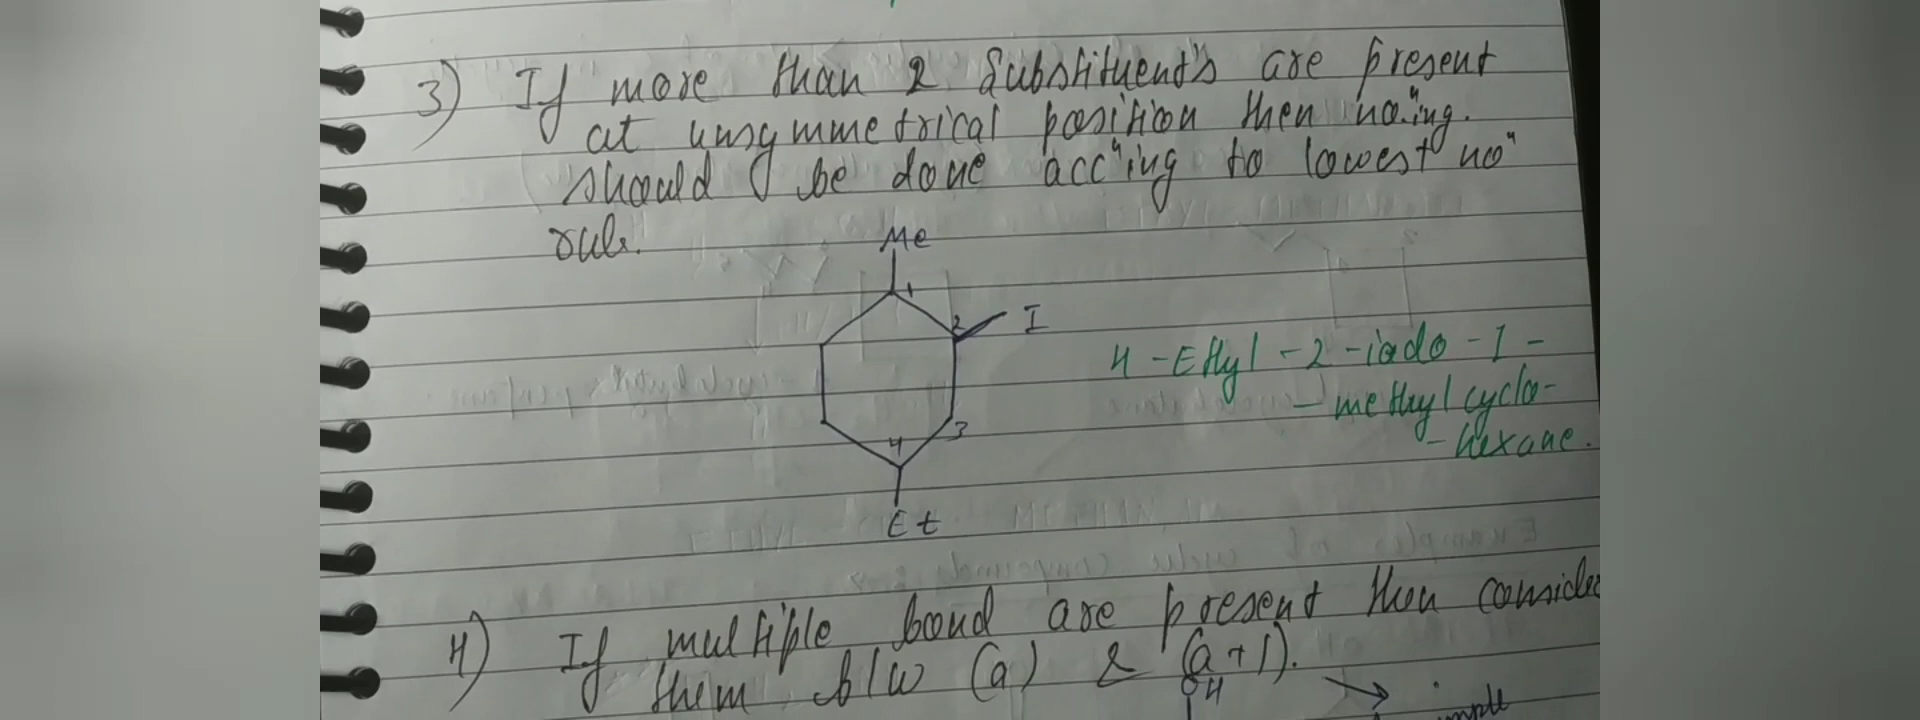 3) If more than 2 Substituent's are present
at unsymmetrical position then no."ing.
should be done acc"ing to lowest no"
rule.
Me
1
2
I
4 - Ethyl - 2 - iodo - 1 -
- methyl cyclo-
- hexane.
3
4
Et
4) If multiple bond are present then consider
them b/w (a) & (a+1).